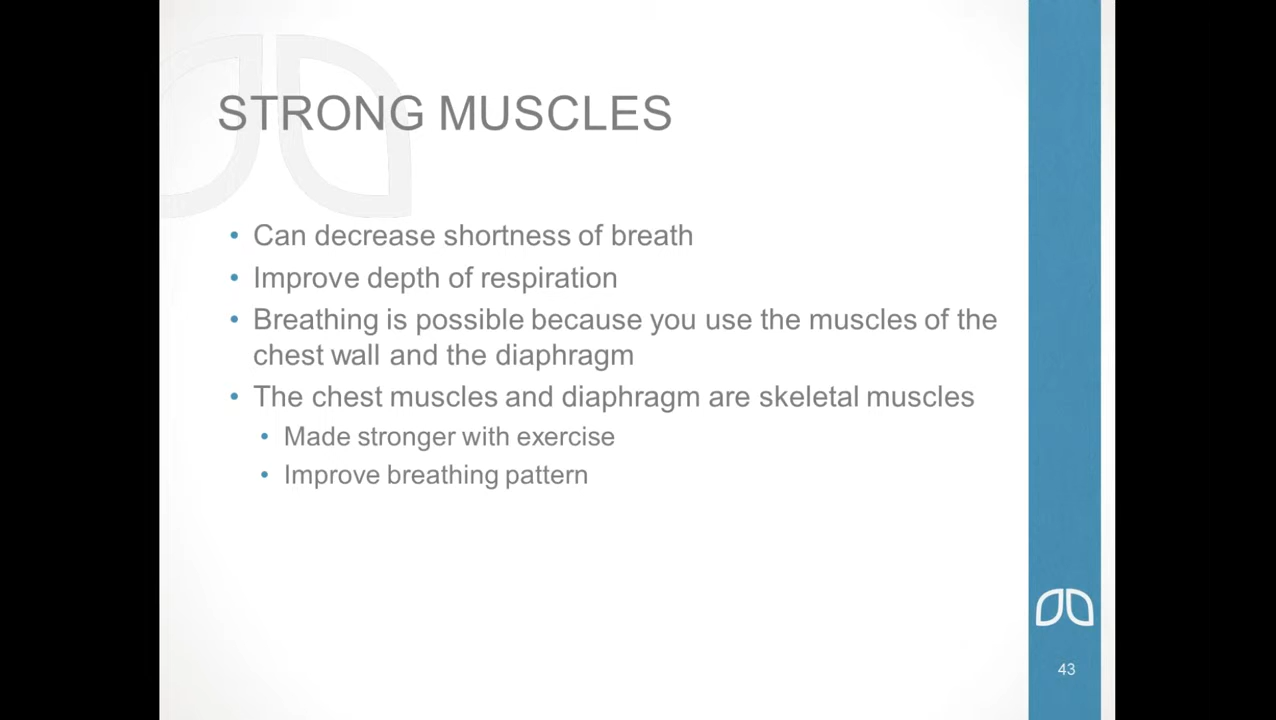 STRONG MUSCLES
• Can decrease shortness of breath
• Improve depth of respiration
• Breathing is possible because you use the muscles of the
chest wall and the diaphragm
• The chest muscles and diaphragm are skeletal muscles
• Made stronger with exercise
• Improve breathing pattern
43